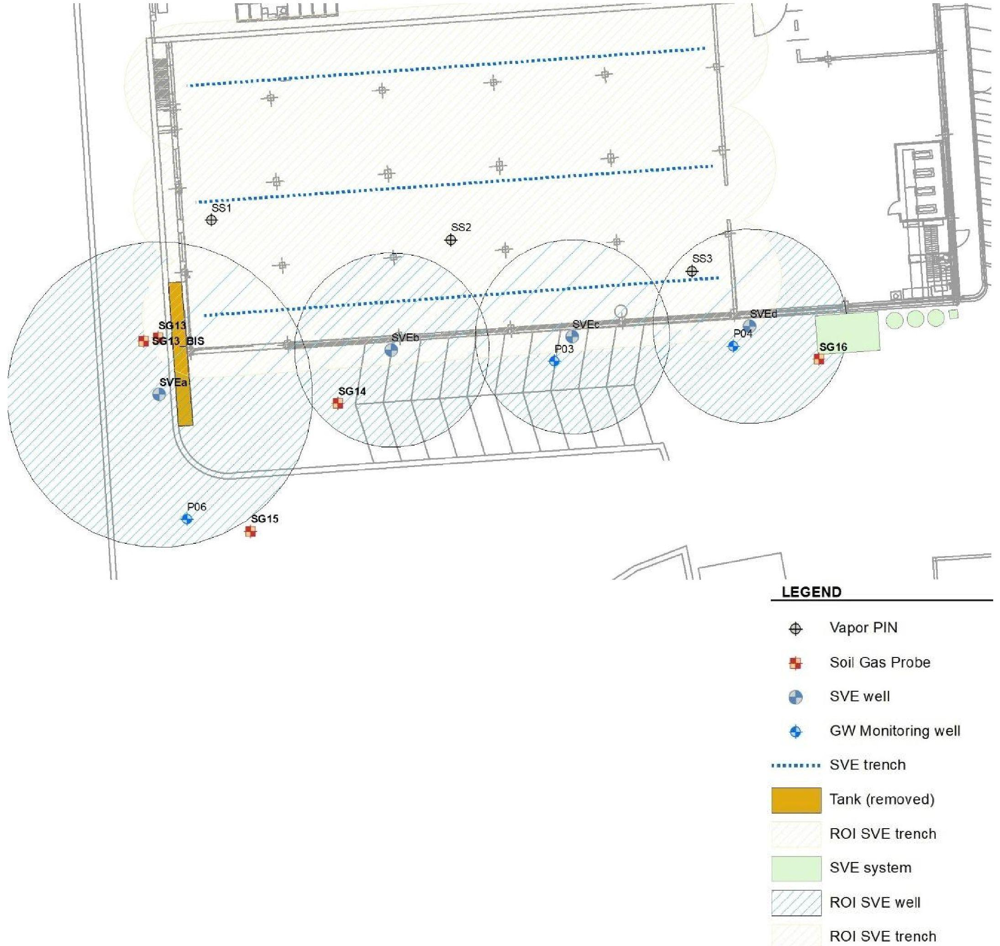 SS1
SS2
SS3
SG13
SG13_BIS
SVEa
SVEb
SVEc
SVEd
P03
P04
SG14
SG16
P06
SG15
LEGEND
Vapor PIN
Soil Gas Probe
SVE well
GW Monitoring well
SVE trench
Tank (removed)
ROI SVE trench
SVE system
ROI SVE well
ROI SVE trench